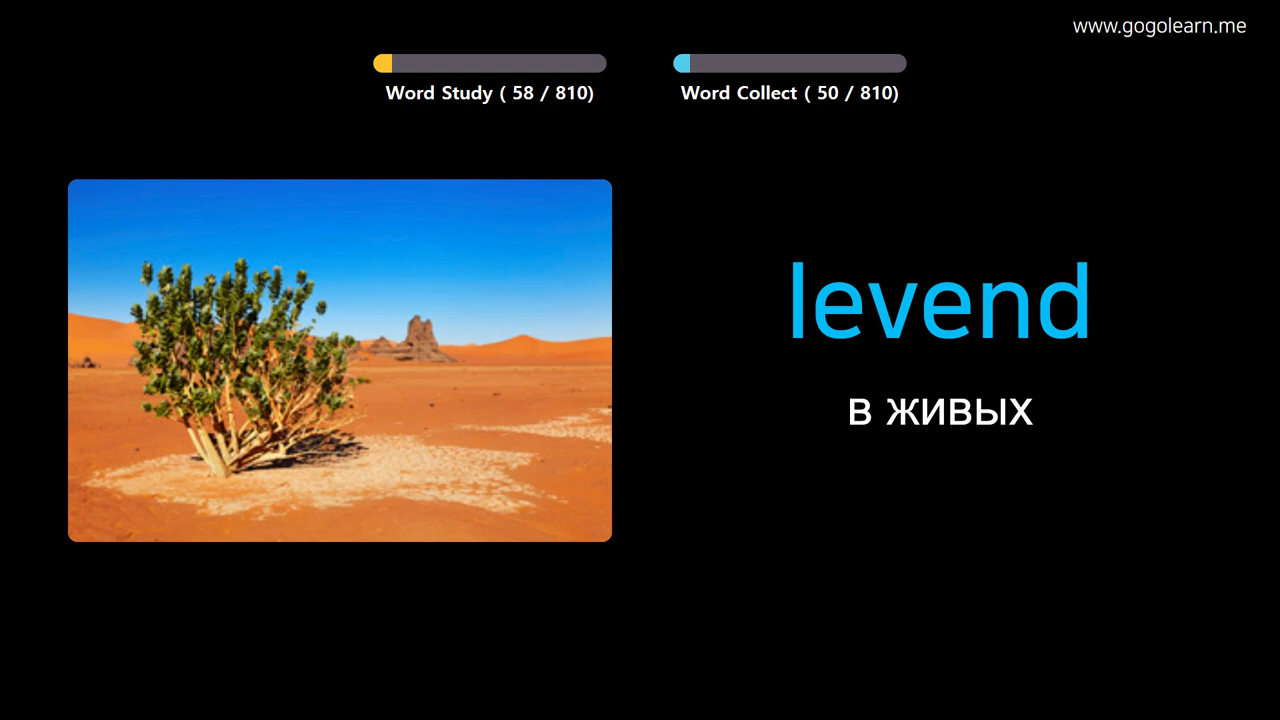 www.gogolearn.me
Word Study ( 58 / 810)
Word Collect ( 50 / 810)
levend
в живых